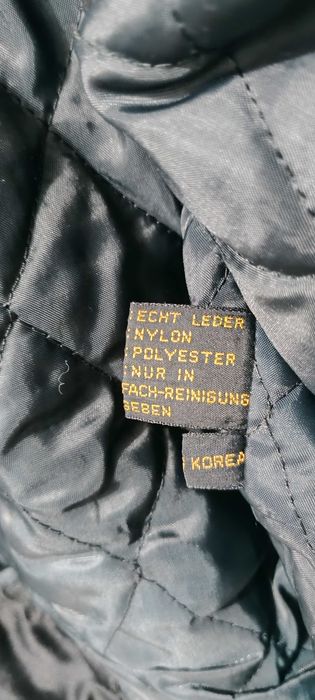 : ECHT LEDER
: NYLON
: POLYESTER
: NUR IN
FACH-REINIGUNG
GEBEN
: KOREA